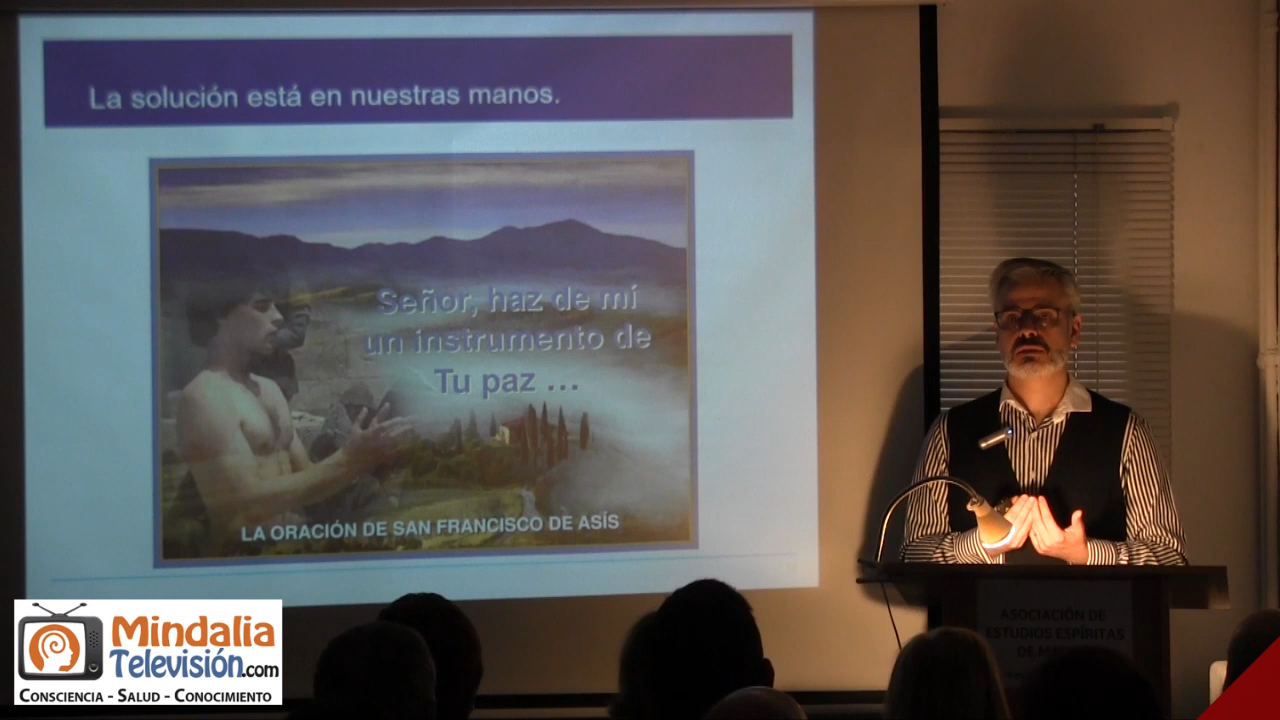 La solución está en nuestras manos.
Señor, haz de mí
un instrumento de
Tu paz ...
LA ORACIÓN DE SAN FRANCISCO DE ASÍS
ASOCIACIÓN DE
ESTUDIOS ESPÍRITAS
DE
Mindalia
Televisión.com
CONSCIENCIA - SALUD - CONOCIMIENTO